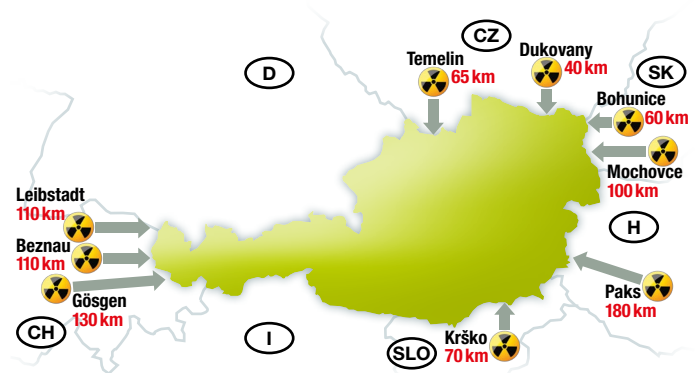 CZ
Dukovany
40 km
Temelin
65 km
D
SK
Bohunice
60 km
Mochovce
100 km
Leibstadt
110 km
H
Beznau
110 km
Gösgen
130 km
Paks
180 km
CH
I
SLO
Krško
70 km